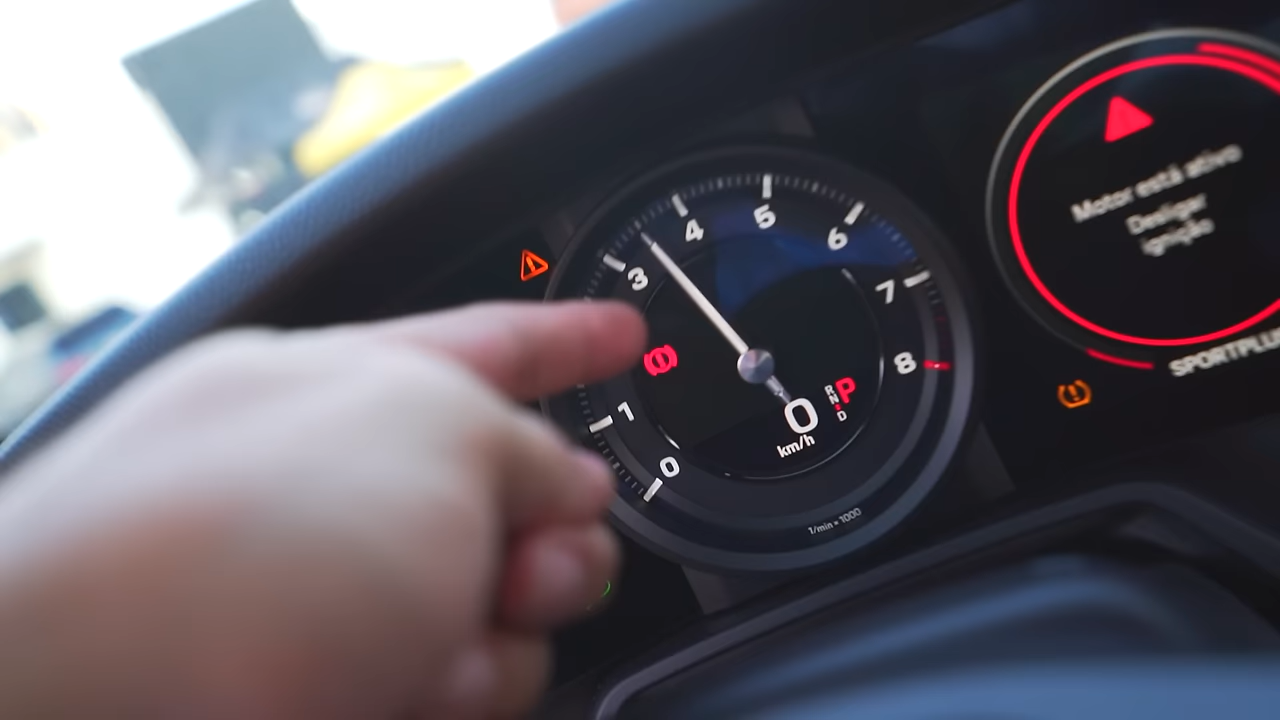 0
1
3
4
5
6
7
8
0
km/h
P
R
N
D
1/min × 1000
Motor está ativo
Desligar
ignição
SPORTPLUS